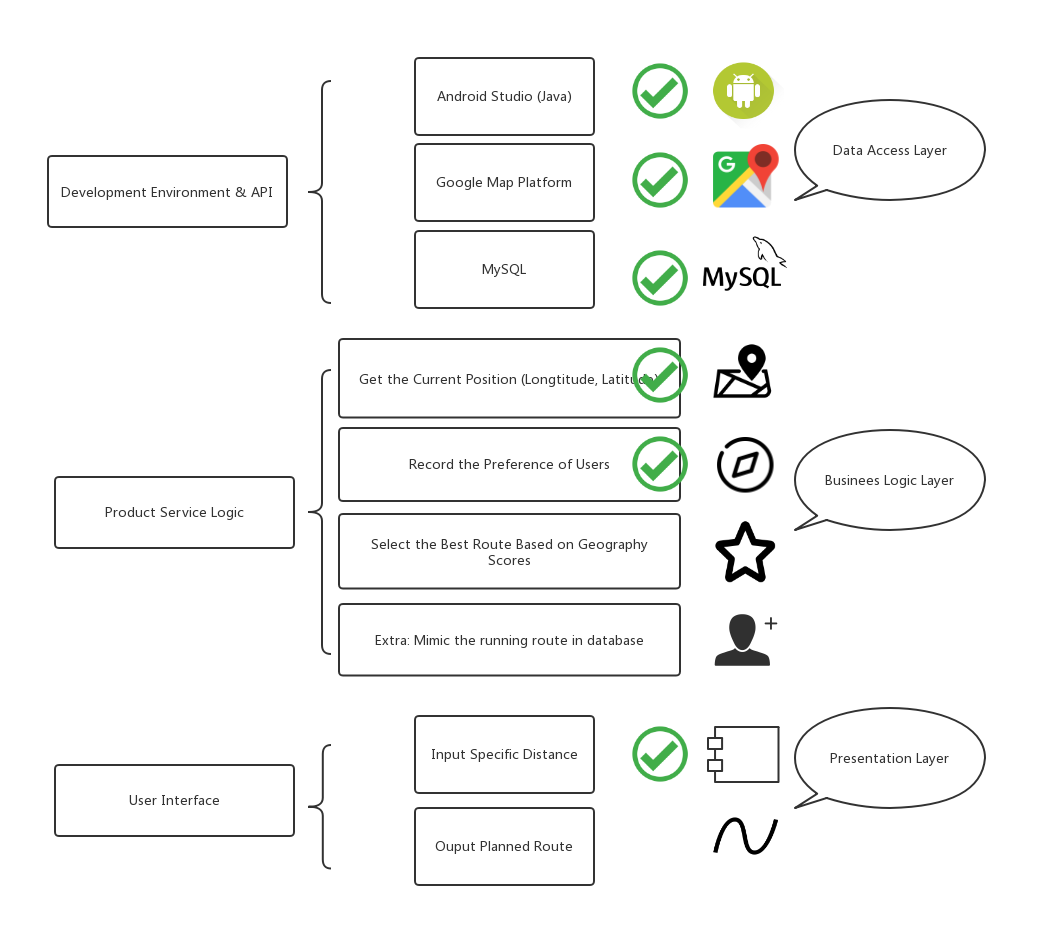 Android Studio (Java)
Development Environment & API
Google Map Platform
MySQL
G
MySQL
Data Access Layer
Get the Current Position (Longtitude, Latitude)
Product Service Logic
Record the Preference of Users
Select the Best Route Based on Geography
Scores
Extra: Mimic the running route in database
Businees Logic Layer
User Interface
Input Specific Distance
Ouput Planned Route
Presentation Layer